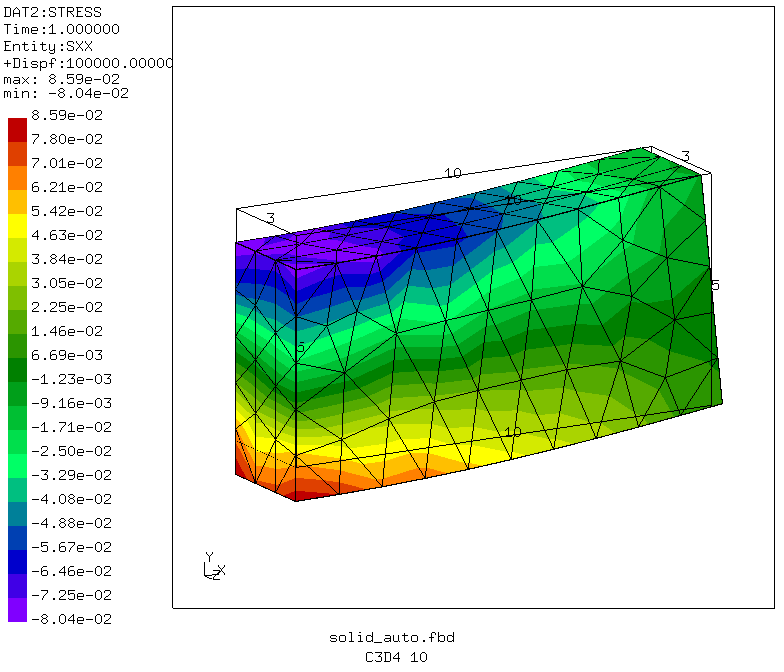 DAT2:STRESS
Time:1.000000
Entity:SXX
+Dispf:100000.00000
max: 8.59e-02
min: -8.04e-02
8.59e-02
7.80e-02
7.01e-02
6.21e-02
5.42e-02
4.63e-02
3.84e-02
3.05e-02
2.25e-02
1.46e-02
6.69e-03
-1.23e-03
-9.16e-03
-1.71e-02
-2.50e-02
-3.29e-02
-4.08e-02
-4.88e-02
-5.67e-02
-6.46e-02
-7.25e-02
-8.04e-02
10
3
3
10
5
5
10
Y
X
Z
solid_auto.fbd
C3D4 10